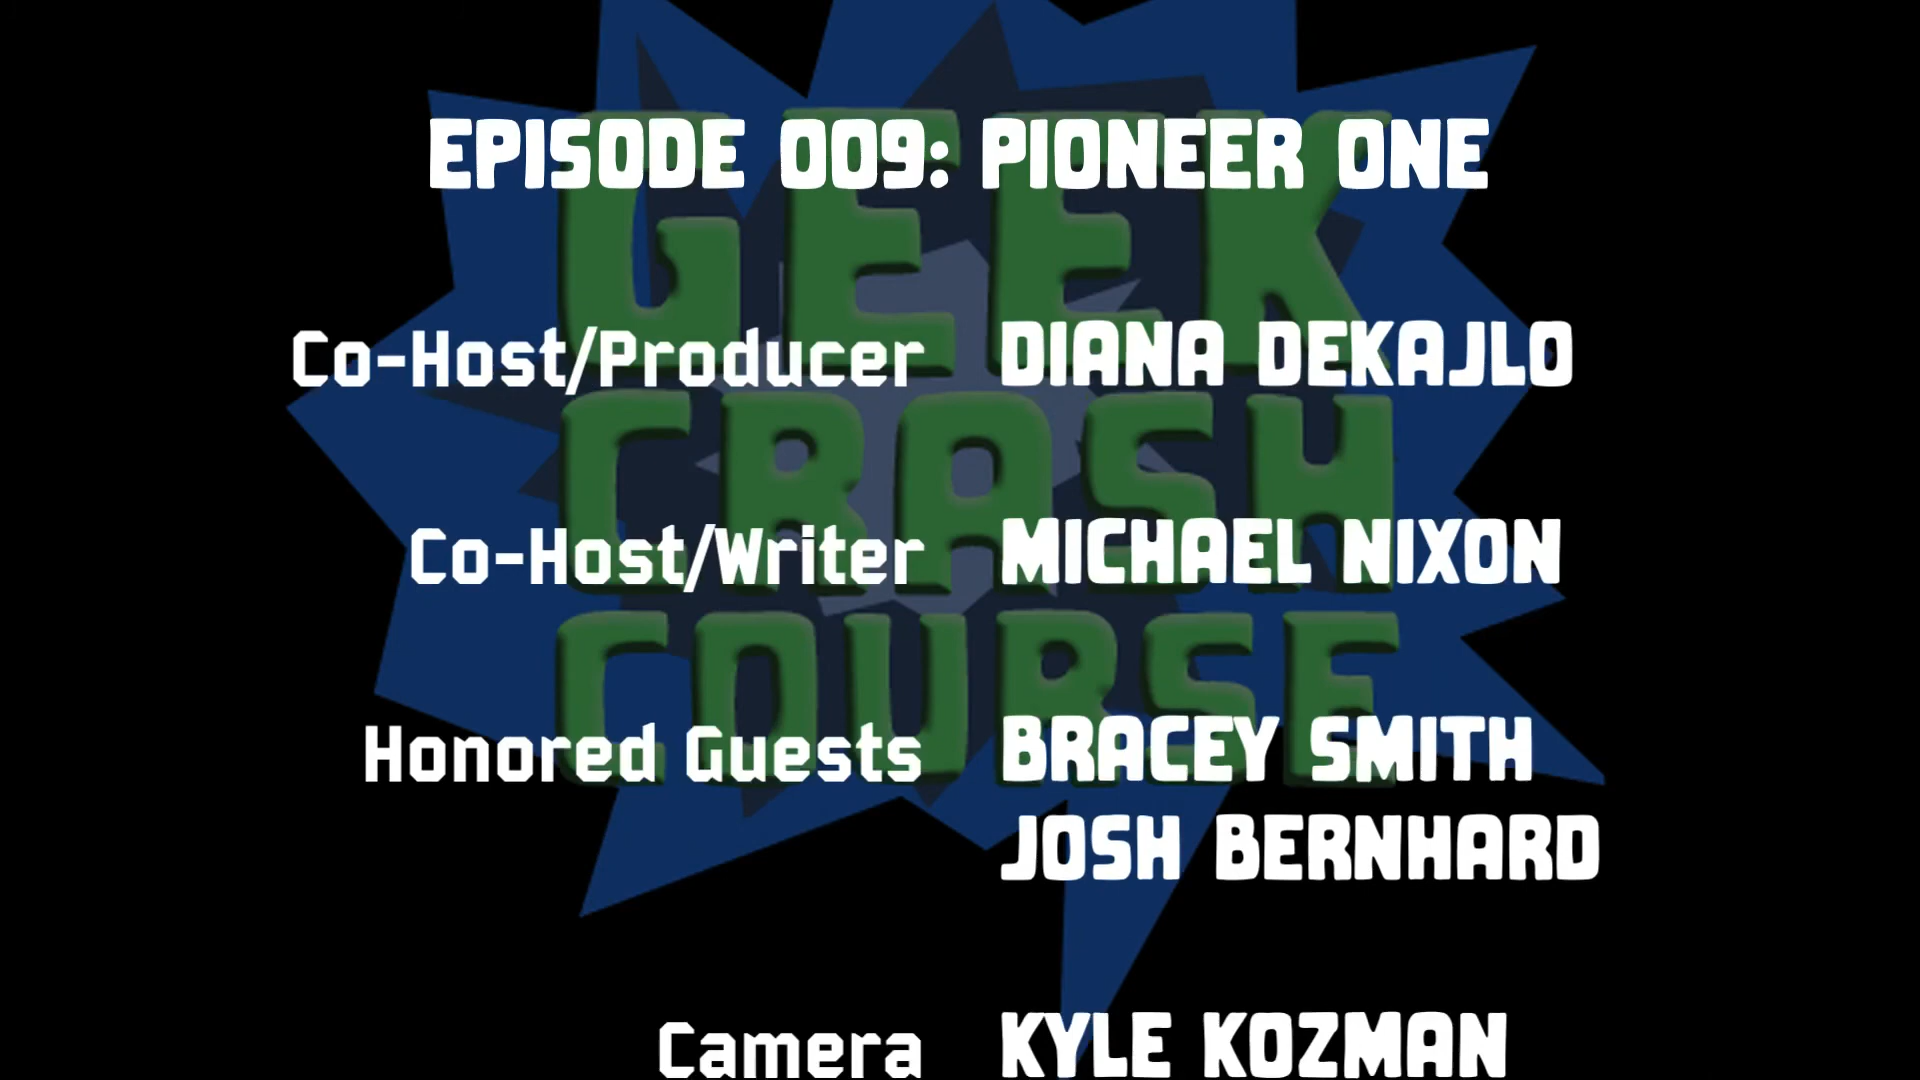 EPISODE 009: PIONEER ONE
GEEK
Co-Host/Producer DIANA DEKAJLO
CRASH
Co-Host/Writer MICHAEL NIXON
COURSE
Honored Guests BRACEY SMITH
JOSH BERNHARD
Camera KYLE KOZMAN